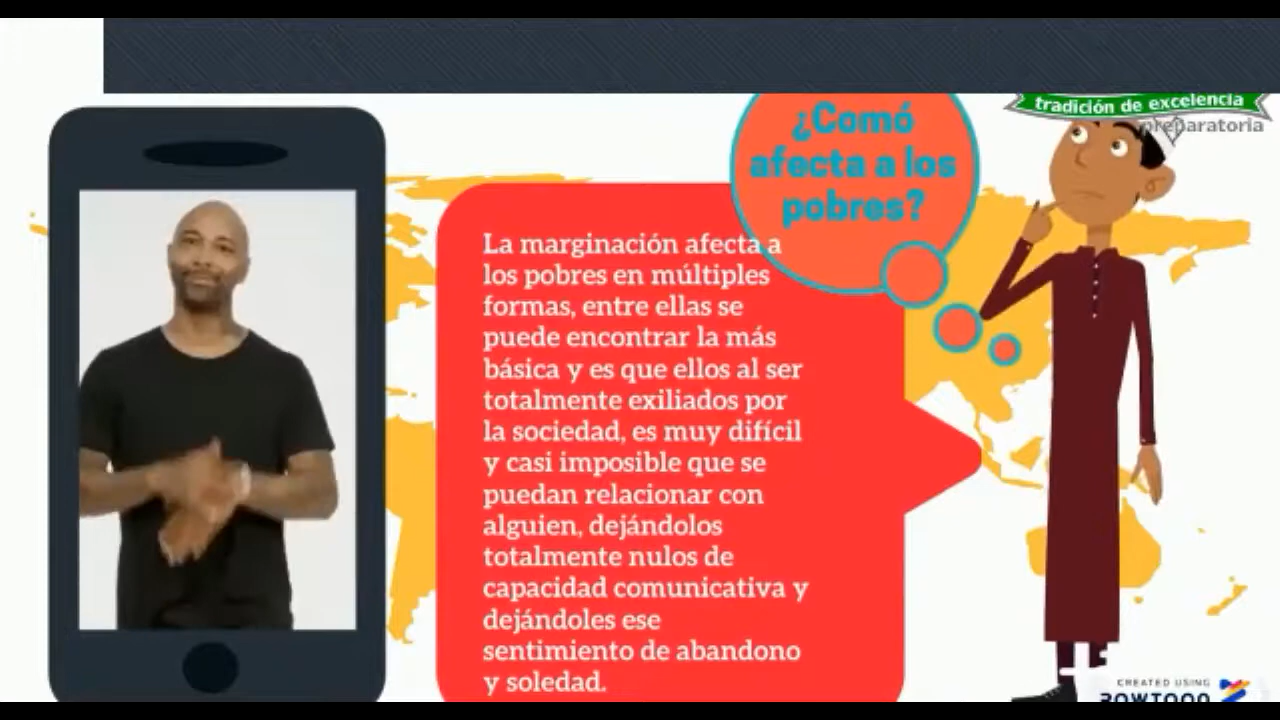 tradición de excelencia
preparatoria
¿Comó
afecta a los
pobres?
La marginación afecta a
los pobres en múltiples
formas, entre ellas se
puede encontrar la más
básica y es que ellos al ser
totalmente exiliados por
la sociedad, es muy difícil
y casi imposible que se
puedan relacionar con
alguien, dejándolos
totalmente nulos de
capacidad comunicativa y
dejándoles ese
sentimiento de abandono
y soledad.
CREATED USING
POWTOON